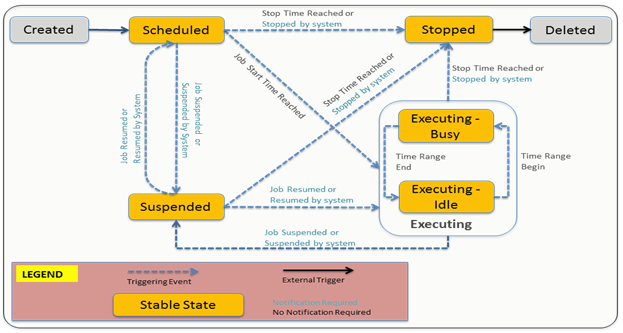 Created
Scheduled
Stop Time Reached or
Stopped by system
Stopped
Deleted
Job Start Time Reached
Stop Time Reached or
Stopped by system
Stop Time Reached or
Stopped by system
Job Resumed or
Resumed by System
Job Suspended or
Suspended by System
Executing -
Busy
Time Range
End
Time Range
Begin
Executing -
Idle
Executing
Suspended
Job Resumed or
Resumed by system
Job Suspended or
Suspended by system
LEGEND
Triggering Event
External Trigger
Stable State
Notification Required
No Notification Required